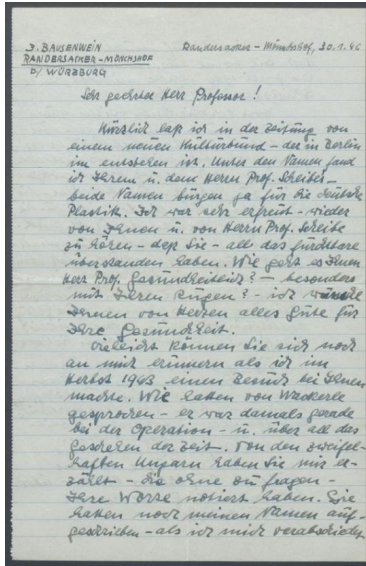 J. BAUSENWEIN
RANDERSACKER-MÖNCHSHOF
b/ WÜRZBURG
Randersacker-Mönchshof, 30.1.46
Sehr geehrter Herr Professor!
Kürzlich laß ich in der Zeitung von
einem neuen Kulturbund - der in Berlin
im entstehen ist. Unter den Namen fand
ich Ihren u. dem Herrn Prof. Scheibe -
beide Namen bürgen ja für die deutsche
Plastik. Ich war sehr erfreut - wieder
von Ihnen u. von Herrn Prof. Scheibe
zu hören - daß Sie - all das furchtbare
überstanden haben. Wie geht es Ihnen
Herr Prof. gesundheitlich? - besonders
mit Ihren Augen? - ich wünsche
Ihnen von Herzen alles Gute für
Ihre Gesundheit.
Vielleicht können Sie sich noch
an mich erinnern als ich im
Herbst 1943 einen Besuch bei Ihnen
machte. Wir hatten von Wackerle
gesprochen - er war damals gerade
bei der Operation - u. über all das
Geschehen der Zeit. Von den zweifel-
haften Ungarn haben Sie mir er-
zählt - die ohne zu fragen -
Ihre Worte notiert haben. Sie
hatten noch meinen Namen auf-
geschrieben - als ich mich verabschiedete